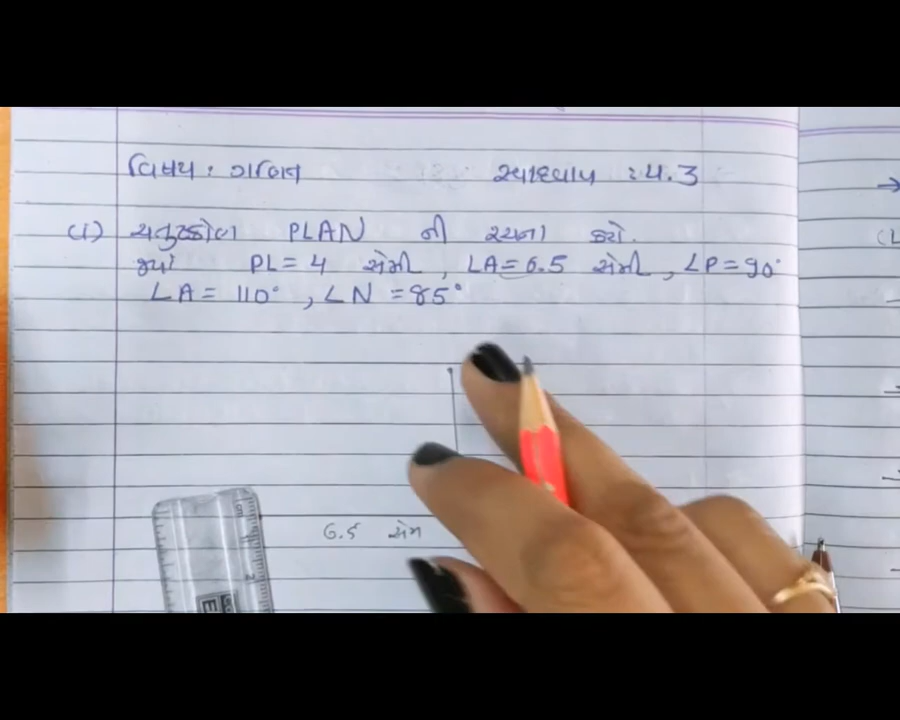 વિષય : ગણિત સ્વાધ્યાય : 4.3
(1) ચતુષ્કોણ PLAN ની રચના કરો.
જ્યાં PL = 4 સેમી , LA = 6.5 સેમી , ∠P = 90°
∠A = 110° , ∠N = 85°
6.5 સેમ